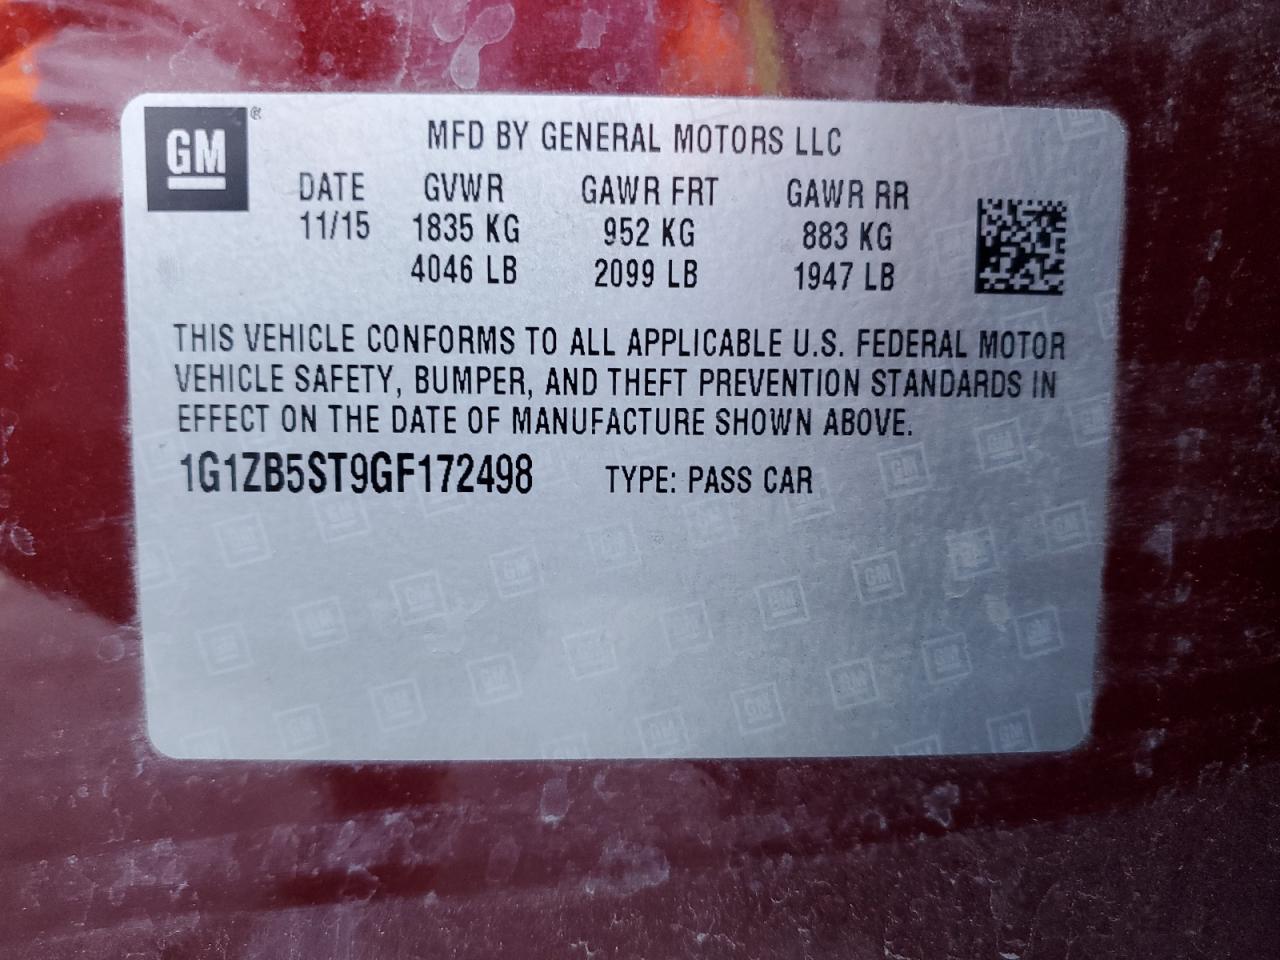 GM
MFD BY GENERAL MOTORS LLC
DATE GVWR GAWR FRT GAWR RR
11/15 1835 KG 952 KG 883 KG
4046 LB 2099 LB 1947 LB
THIS VEHICLE CONFORMS TO ALL APPLICABLE U.S. FEDERAL MOTOR
VEHICLE SAFETY, BUMPER, AND THEFT PREVENTION STANDARDS IN
EFFECT ON THE DATE OF MANUFACTURE SHOWN ABOVE.
1G1ZB5ST9GF172498 TYPE: PASS CAR